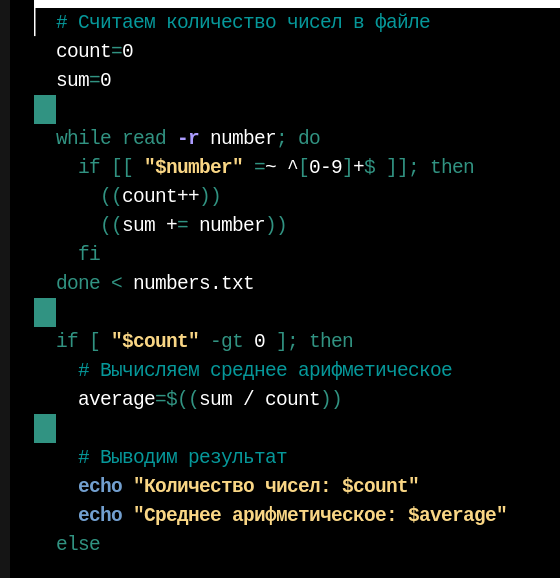 # Считаем количество чисел в файле
count=0
sum=0
while read -r number; do
if [[ "$number" =~ ^[0-9]+$ ]]; then
((count++))
((sum += number))
fi
done < numbers.txt
if [ "$count" -gt 0 ]; then
# Вычисляем среднее арифметическое
average=$((sum / count))
# Выводим результат
echo "Количество чисел: $count"
echo "Среднее арифметическое: $average"
else